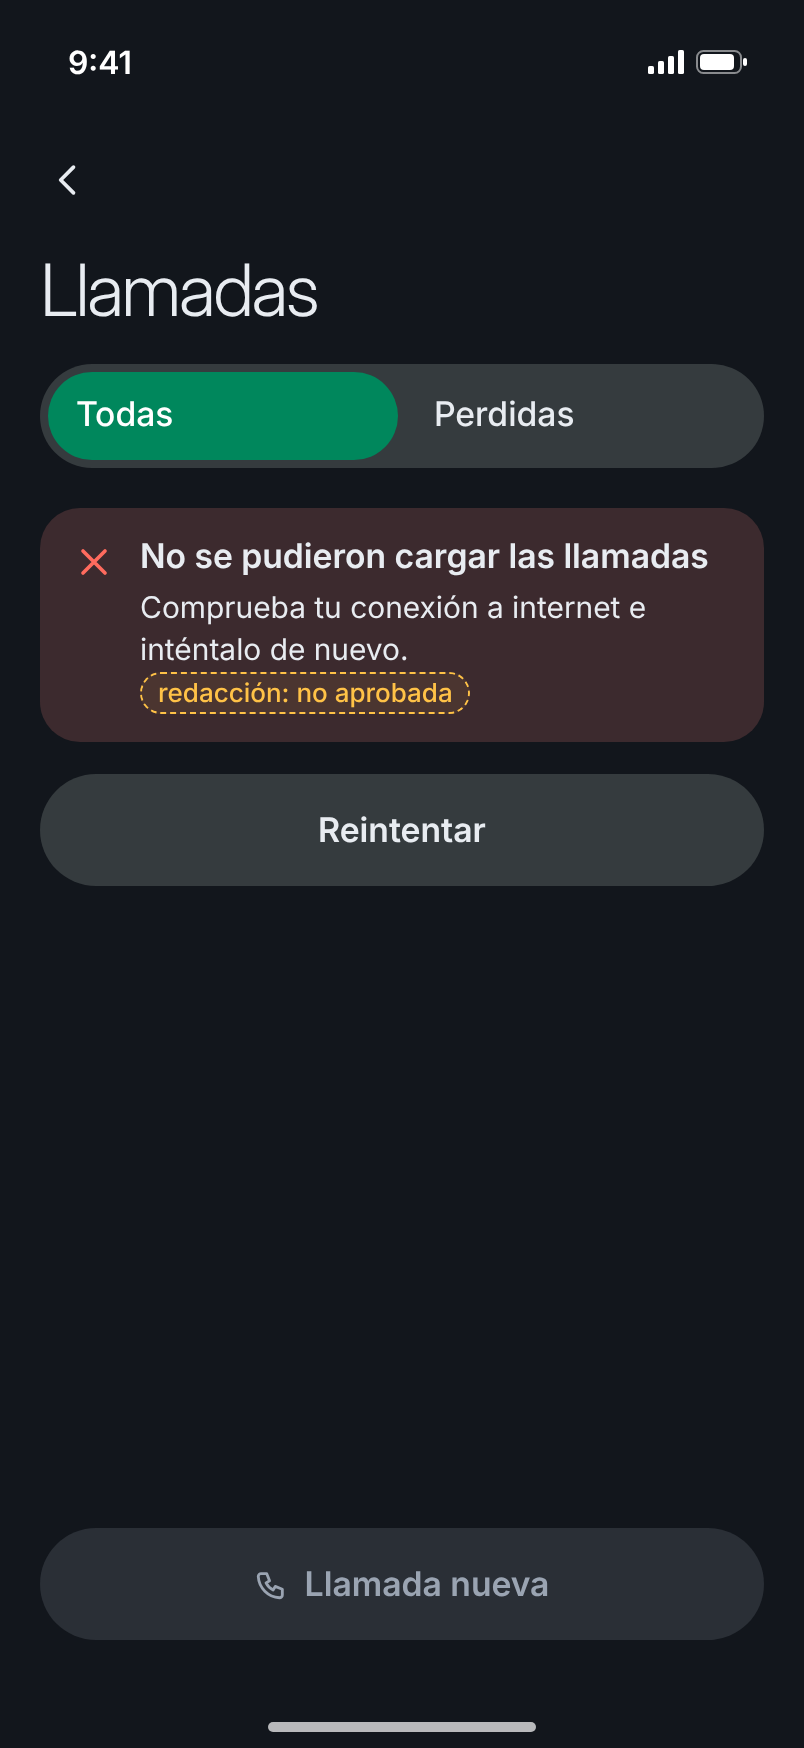 9:41
Llamadas
Todas
Perdidas
No se pudieron cargar las llamadas
Comprueba tu conexión a internet e
inténtalo de nuevo.
redacción: no aprobada
Reintentar
Llamada nueva